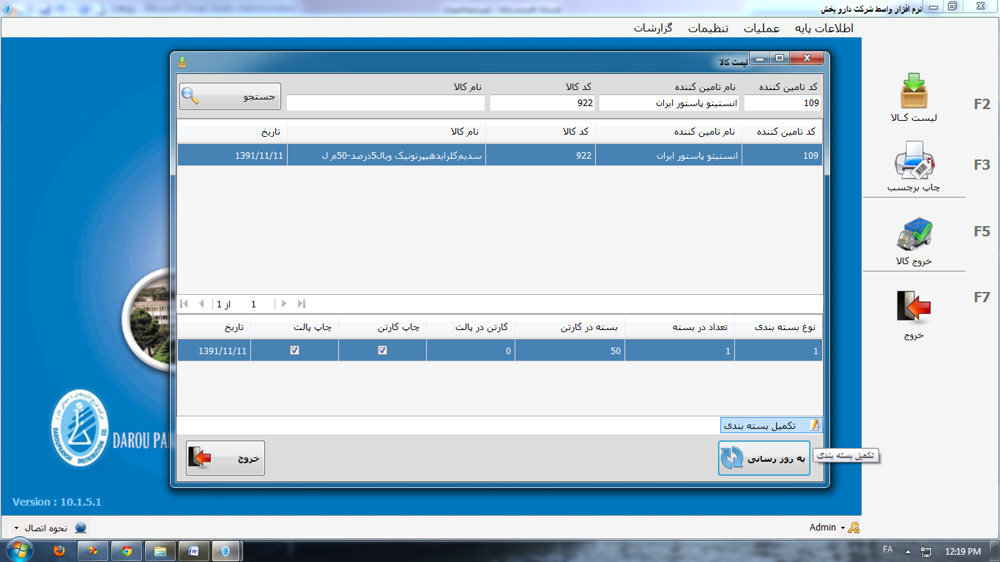 نرم افزار واسط شرکت دارو پخش
اطلاعات پایه عملیات تنظیمات گزارشات
لیست کالا
کد تامین کننده نام تامین کننده کد کالا نام کالا
109 انستیتو پاستور ایران 922 جستجو
کد تامین کننده نام تامین کننده کد کالا نام کالا تاریخ
109 انستیتو پاستور ایران 922 سدیم‌کلرایدهیپرتونیک ویال5درصد-50م ل 1391/11/11
1 از 1
نوع بسته بندی تعداد در بسته بسته در کارتن کارتن در پالت چاپ کارتن چاپ پالت تاریخ
1 1 50 0 1391/11/11
تکمیل بسته بندی
به روز رسانی خروج
تکمیل بسته بندی
F2
لیست کـالا
F3
چاپ برچسب
F5
خروج کالا
F7
خروج
DAROUPAKHSH DISTRIBUTION CO.
DAROU PA
Version : 10.1.5.1
نحوه اتصال
Admin
FA
12:19 PM